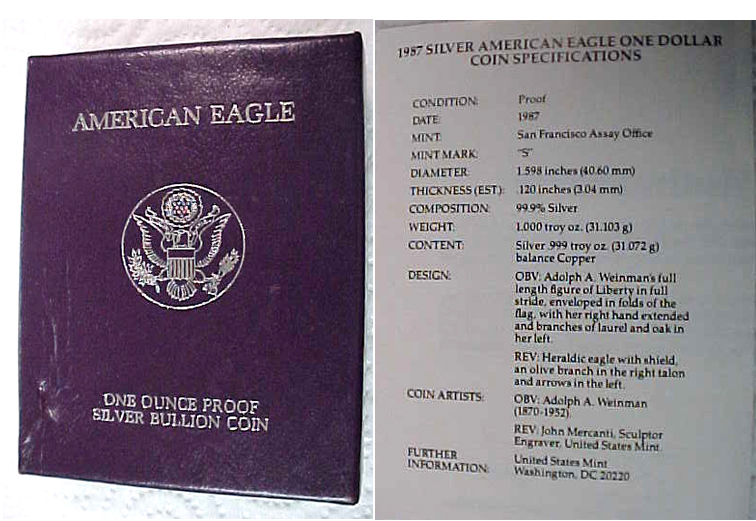 AMERICAN EAGLE
ONE OUNCE PROOF
SILVER BULLION COIN
1987 SILVER AMERICAN EAGLE ONE DOLLAR
COIN SPECIFICATIONS
CONDITION: Proof
DATE: 1987
MINT: San Francisco Assay Office
MINT MARK: "S"
DIAMETER: 1.598 inches (40.60 mm)
THICKNESS (EST.): .120 inches (3.04 mm)
COMPOSITION: 99.9% Silver
WEIGHT: 1.000 troy oz. (31.103 g)
CONTENT: Silver .999 troy oz. (31.072 g)
balance Copper
DESIGN: OBV: Adolph A. Weinman's full
length figure of Liberty in full
stride, enveloped in folds of the
flag, with her right hand extended
and branches of laurel and oak in
her left.
REV: Heraldic eagle with shield,
an olive branch in the right talon
and arrows in the left.
COIN ARTISTS: OBV: Adolph A. Weinman
(1870-1952).
REV: John Mercanti, Sculptor
Engraver, United States Mint.
FURTHER
INFORMATION: United States Mint
Washington, DC 20220